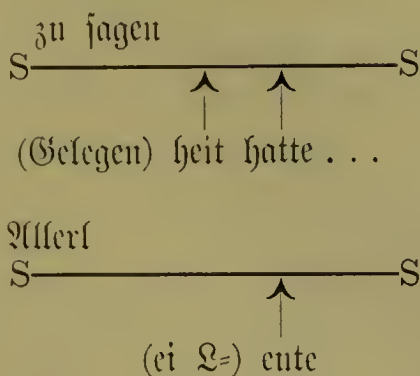 zu sagen
S S
(Gelegen) heit hatte . . .
Allerl
S S
(ei L=) eute